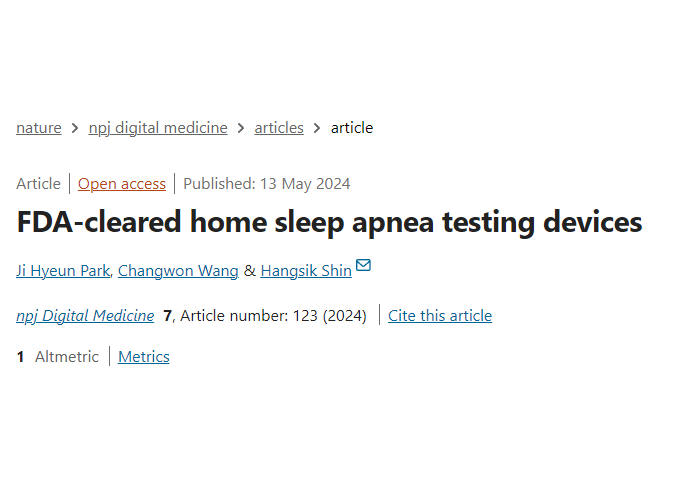 nature > npj digital medicine > articles > article
Article | Open access | Published: 13 May 2024
FDA-cleared home sleep apnea testing devices
Ji Hyeun Park, Changwon Wang & Hangsik Shin
npj Digital Medicine 7, Article number: 123 (2024) | Cite this article
1 Altmetric | Metrics